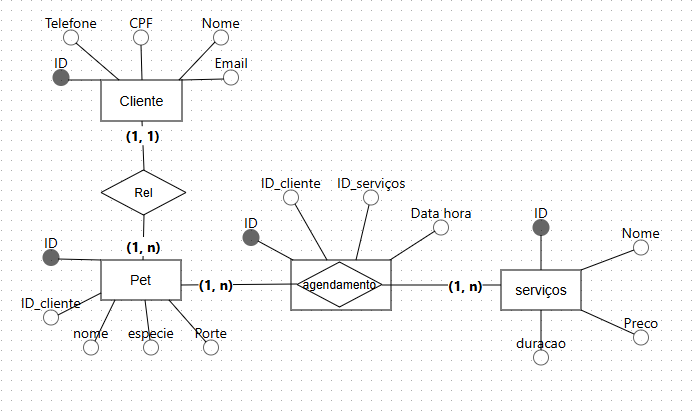 Telefone
CPF
Nome
ID
Email
Cliente
(1, 1)
Rel
ID_cliente
ID_serviços
Data hora
ID
ID
Nome
(1, n)
ID
Pet
(1, n)
agendamento
(1, n)
serviços
ID_cliente
nome
especie
Porte
duracao
Preco